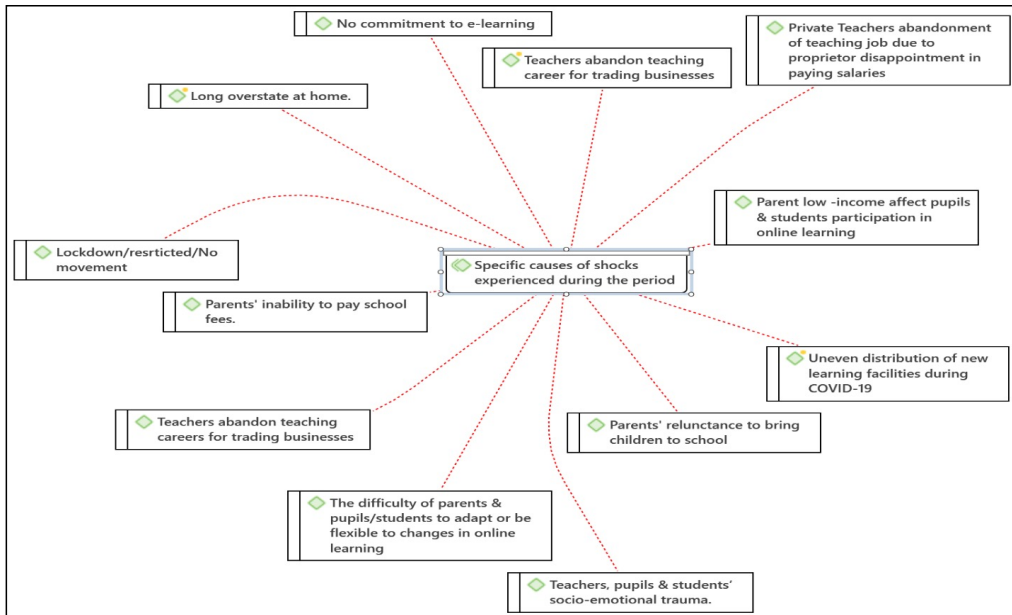 No commitment to e-learning
Teachers abandon teaching
career for trading businesses
Private Teachers abandonment
of teaching job due to
proprietor disappointment in
paying salaries
Long overstate at home.
Parent low -income affect pupils
& students participation in
online learning
Lockdown/resrticted/No
movement
Specific causes of shocks
experienced during the period
Parents' inability to pay school
fees.
Uneven distribution of new
learning facilities during
COVID-19
Teachers abandon teaching
careers for trading businesses
Parents' relunctance to bring
children to school
The difficulty of parents &
pupils/students to adapt or be
flexible to changes in online
learning
Teachers, pupils & students'
socio-emotional trauma.